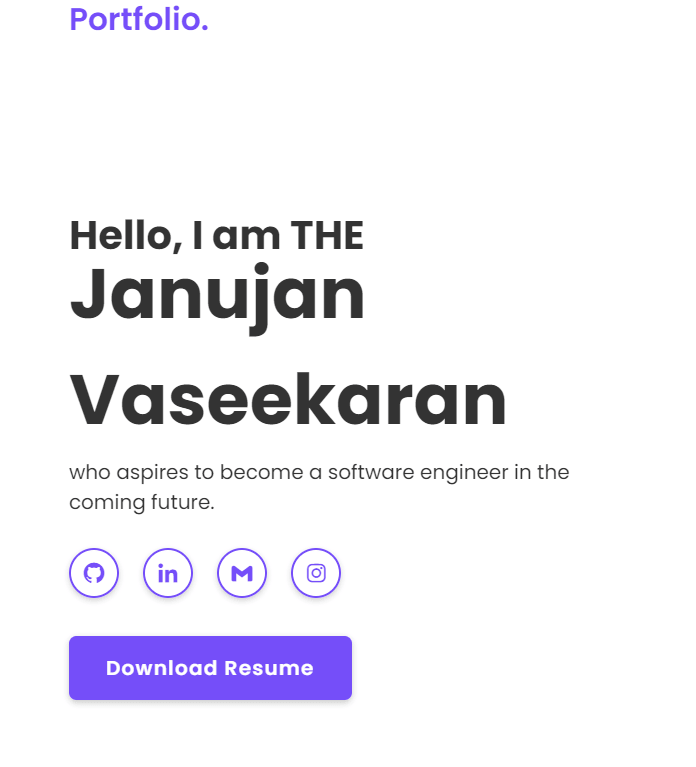 Portfolio.
Hello, I am THE
Janujan
Vaseekaran
who aspires to become a software engineer in the
coming future.
Download Resume